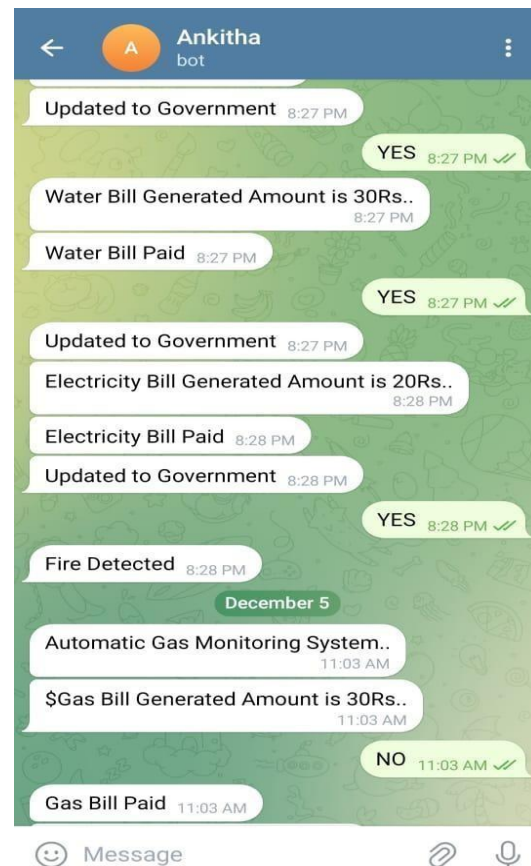 A
Ankitha
bot
Updated to Government 8:27 PM
YES 8:27 PM
Water Bill Generated Amount is 30Rs..
8:27 PM
Water Bill Paid 8:27 PM
YES 8:27 PM
Updated to Government 8:27 PM
Electricity Bill Generated Amount is 20Rs..
8:28 PM
Electricity Bill Paid 8:28 PM
Updated to Government 8:28 PM
YES 8:28 PM
Fire Detected 8:28 PM
December 5
Automatic Gas Monitoring System..
11:03 AM
$Gas Bill Generated Amount is 30Rs..
11:03 AM
NO 11:03 AM
Gas Bill Paid 11:03 AM
Message